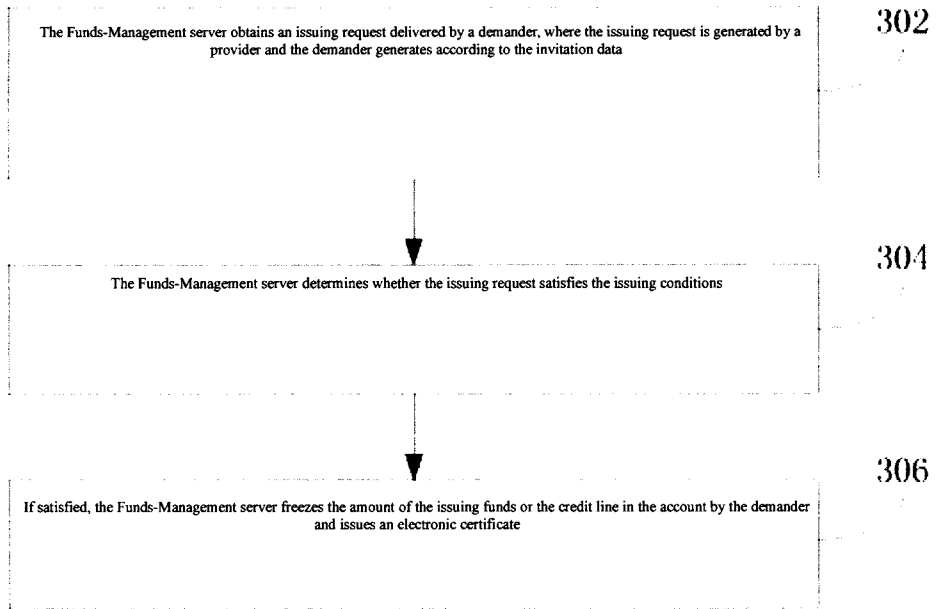 302
The Funds-Management server obtains an issuing request delivered by a demander, where the issuing request is generated by a
provider and the demander generates according to the invitation data
304
The Funds-Management server determines whether the issuing request satisfies the issuing conditions
306
If satisfied, the Funds-Management server freezes the amount of the issuing funds or the credit line in the account by the demander
and issues an electronic certificate